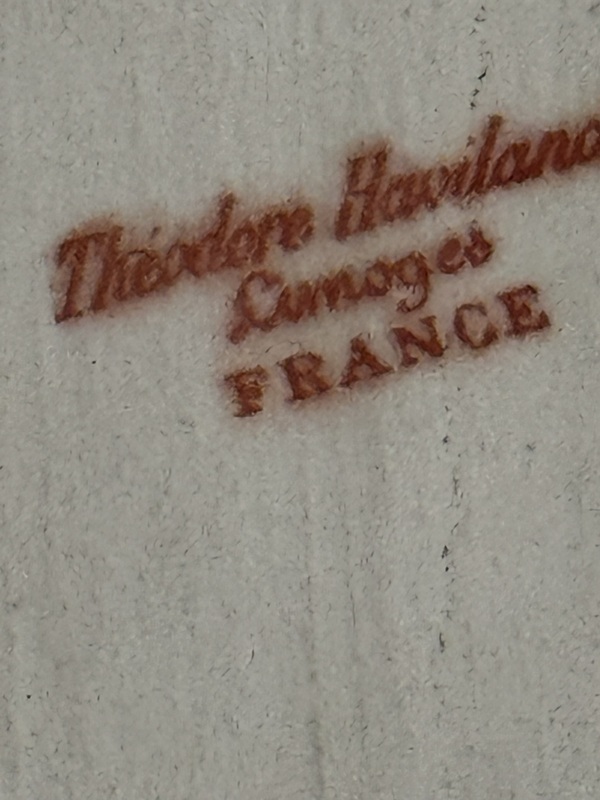 Théodore Haviland
Limoges
FRANCE